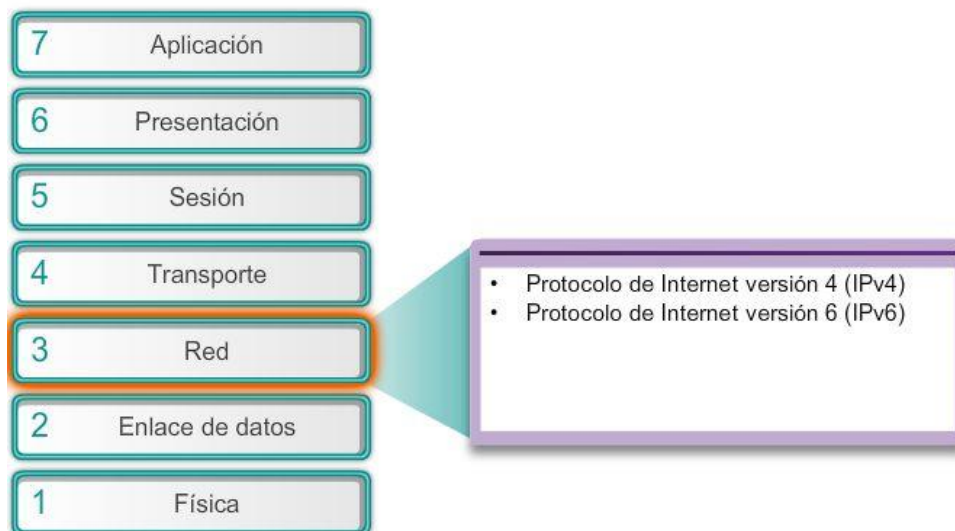 7 Aplicación
6 Presentación
5 Sesión
4 Transporte
3 Red
2 Enlace de datos
1 Física
• Protocolo de Internet versión 4 (IPv4)
• Protocolo de Internet versión 6 (IPv6)